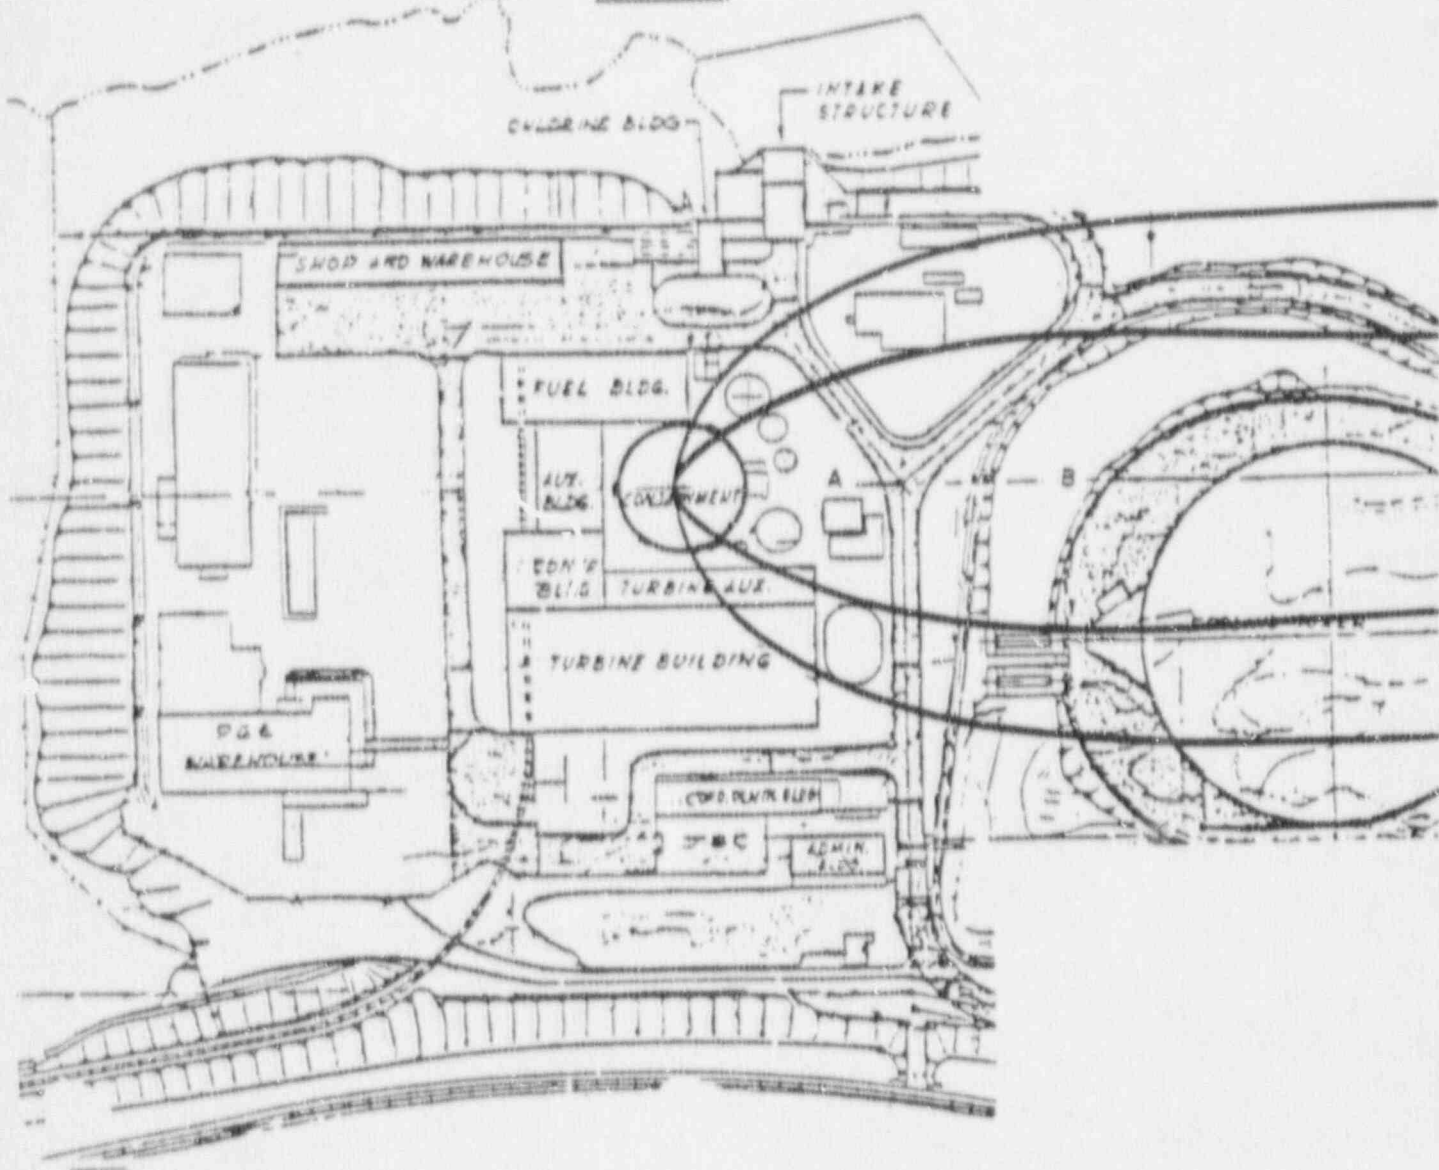 INTAKE
STRUCTURE
CHLORINE BLDG
SHOP AND WAREHOUSE
FUEL BLDG.
AUX.
BLDG.
CONTAINMENT
A
B
BLDG
TURBINE AUX.
TURBINE BUILDING
WAREHOUSE
ADMIN.
BLDG.